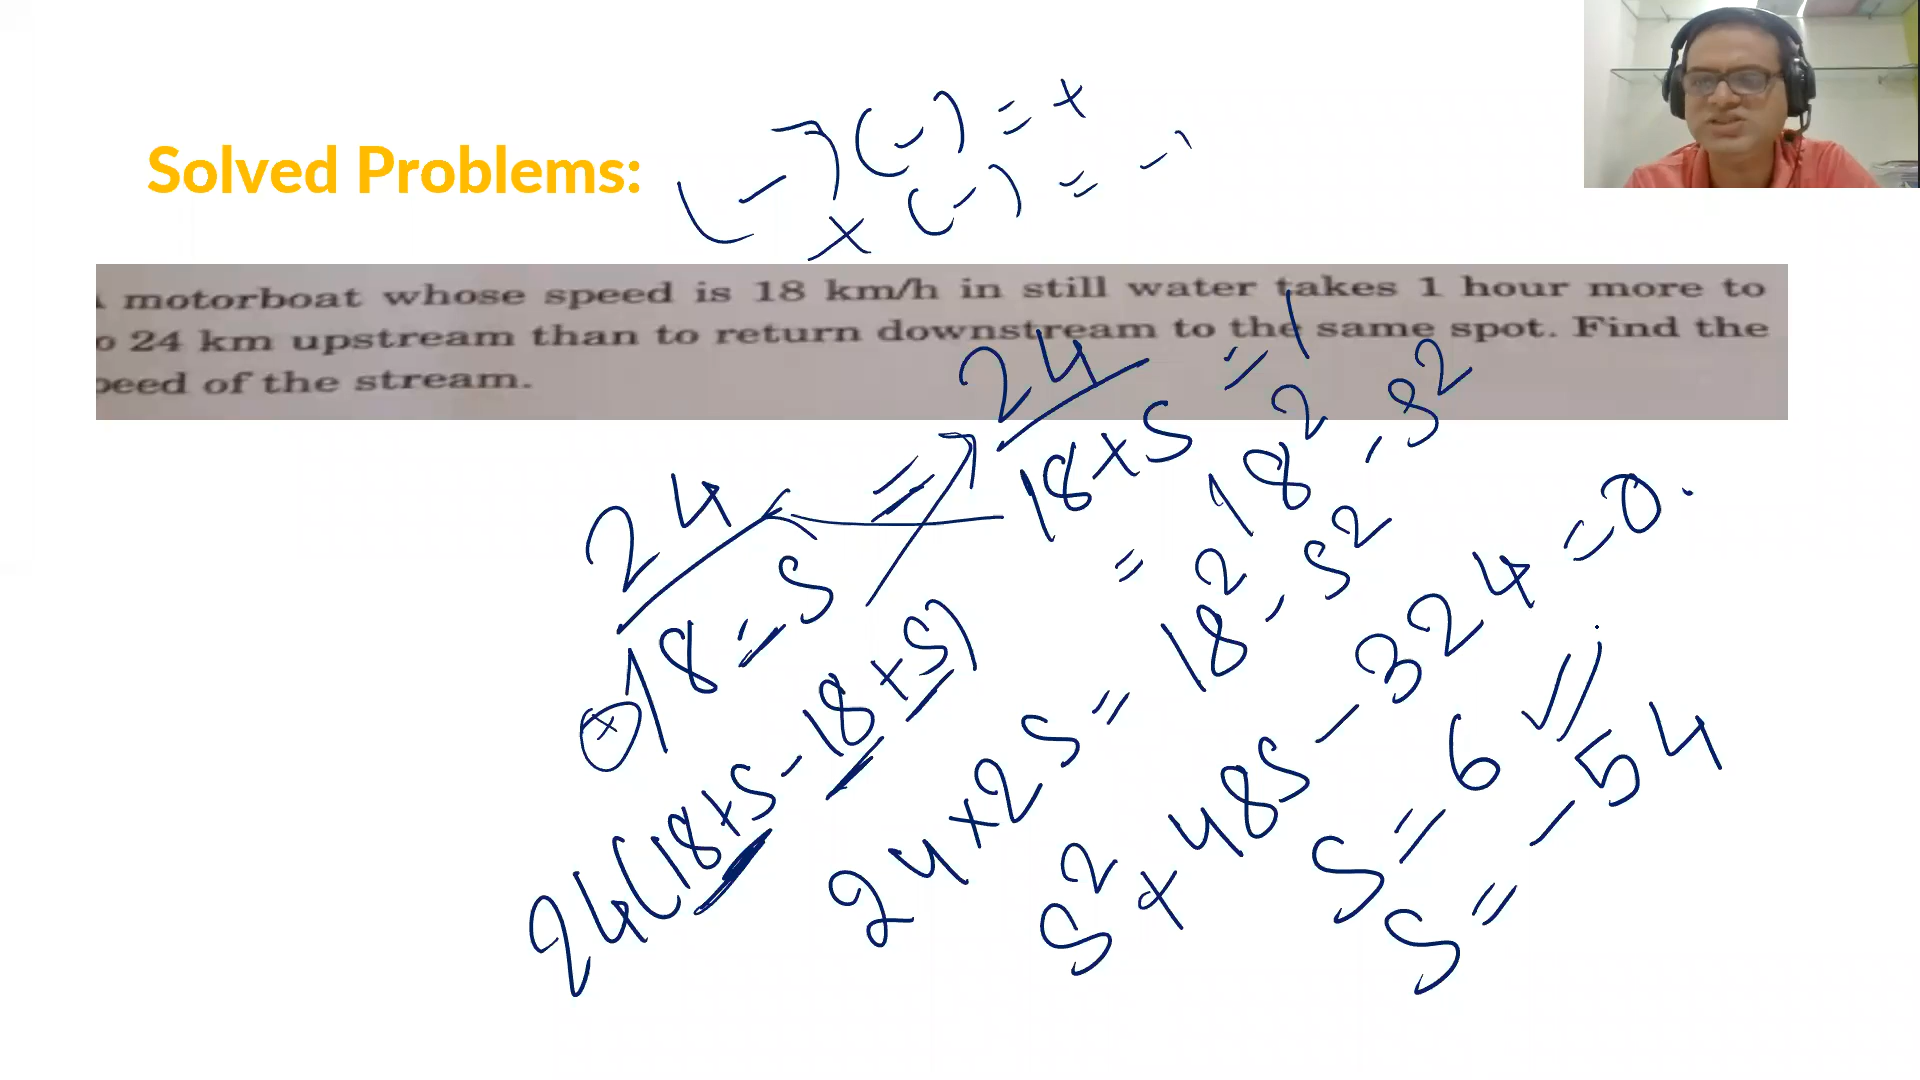 (-)(-) = +
Solved Problems:
+ (-) = -
motorboat whose speed is 18 km/h in still water takes 1 hour more to
o 24 km upstream than to return downstream to the same spot. Find the
peed of the stream.
24/18-S = 24/18+S = 1
24(18+S-18+S) = 18² - S²
24×2S = 18² - S²
S² + 48S - 324 = 0.
S = 6
S = -54